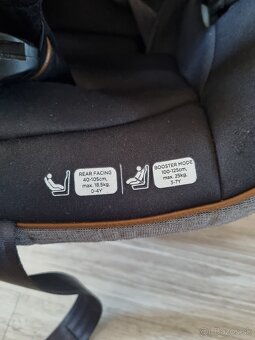 REAR FACING
40-105cm,
max. 18.5kg,
0-4Y
BOOSTER MODE
100-125cm,
max. 25kg,
3-7Y